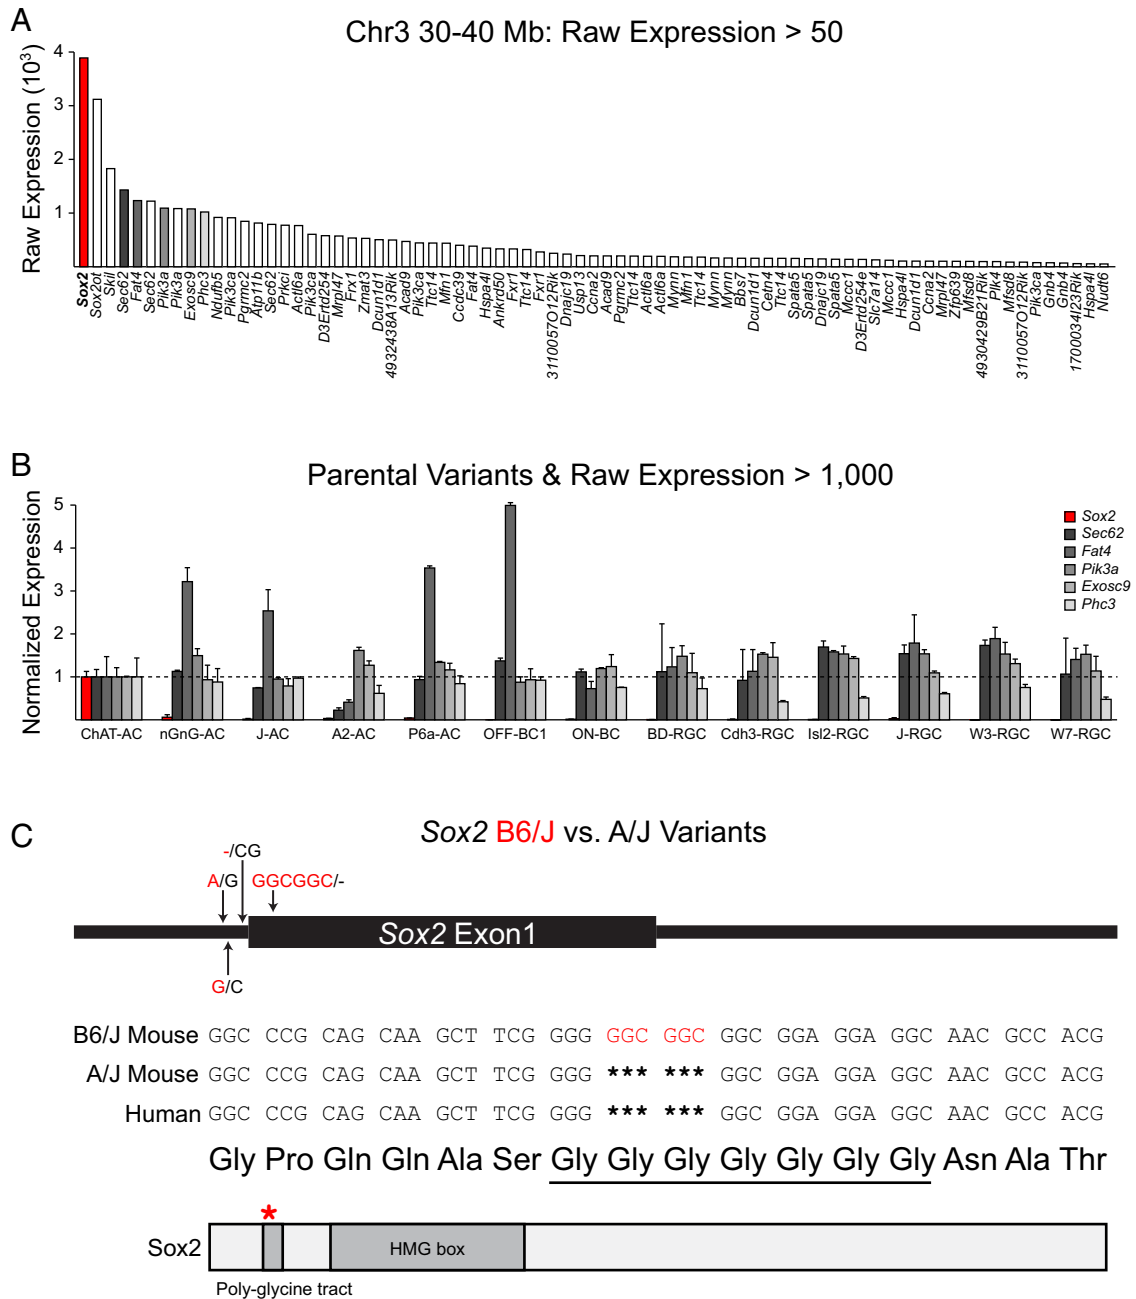 A
Chr3 30-40 Mb: Raw Expression > 50
Raw Expression (10³)
4
3
2
1
Sox2
Sox2ot
Skil
Sec62
Fat4
Sec62
Pik3a
Pik3a
Exosc9
Phc3
Ndufb5
Pik3ca
Pgrmc2
Atp11b
Sec62
Prkci
Actl6a
Pik3ca
D3Ertd254
Mrpl47
Frx1
Zmat3
Dcun1d1
4932438A13Rik
Acad9
Pik3ca
Ttc14
Mfn1
Ccdc39
Fat4
Hspa4l
Ankrd50
Fxr1
Ttc14
Fxr1
3110057O12Rik
Dnajc19
Usp13
Ccna2
Acad9
Pgrmc2
Ttc14
Actl6a
Actl6a
Mynn
Mfn1
Ttc14
Mynn
Mynn
Bbs7
Dcun1d1
Cetn4
Ttc14
Spata5
Spata5
Dnajc19
Spata5
Mccc1
D3Ertd254e
Slc7a14
Mccc1
Hspa4l
Dcun1d1
Ccna2
Mrpl47
Zfp639
Mfsd8
4930429B21Rik
Plk4
Mfsd8
3110057O12Rik
Pik3ca
Gnb4
Gnb4
1700034I23Rik
Hspa4l
Nudt6
B
Parental Variants & Raw Expression > 1,000
Normalized Expression
5
4
3
2
1
Sox2
Sec62
Fat4
Pik3a
Exosc9
Phc3
ChAT-AC nGnG-AC J-AC A2-AC P6a-AC OFF-BC1 ON-BC BD-RGC Cdh3-RGC Isl2-RGC J-RGC W3-RGC W7-RGC
C
Sox2 B6/J vs. A/J Variants
-/CG
A/G GGCGGC/-
Sox2 Exon1
G/C
B6/J Mouse GGC CCG CAG CAA GCT TCG GGG GGC GGC GGC GGA GGA GGC AAC GCC ACG
A/J Mouse GGC CCG CAG CAA GCT TCG GGG *** *** GGC GGA GGA GGC AAC GCC ACG
Human GGC CCG CAG CAA GCT TCG GGG *** *** GGC GGA GGA GGC AAC GCC ACG
Gly Pro Gln Gln Ala Ser Gly Gly Gly Gly Gly Gly Gly Asn Ala Thr
*
Sox2 HMG box
Poly-glycine tract